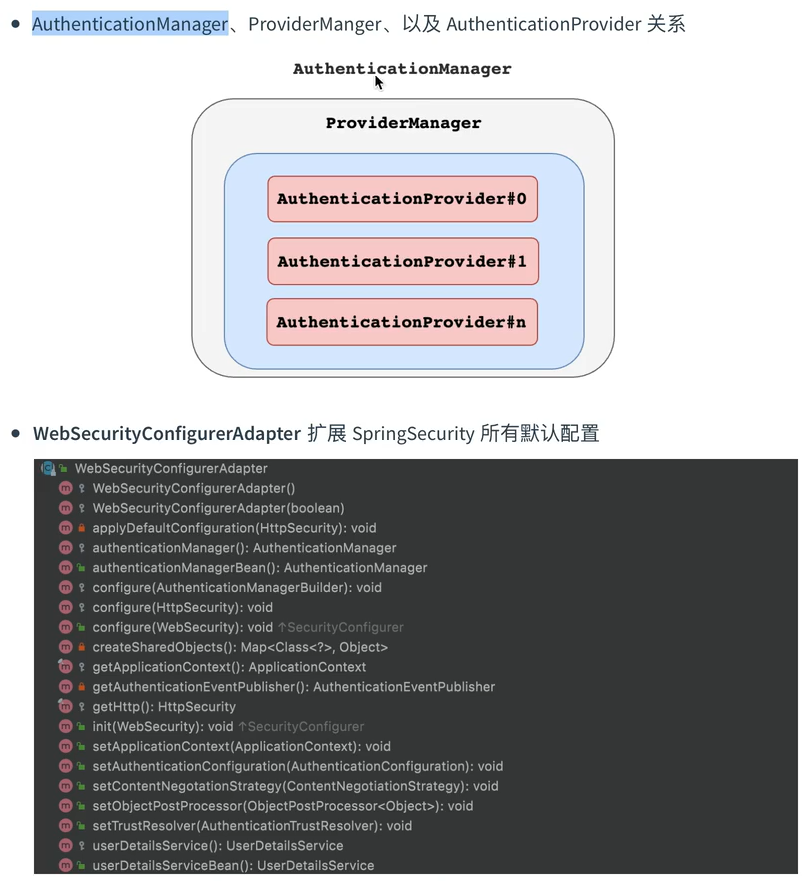 AuthenticationManager、ProviderManger、以及 AuthenticationProvider 关系
AuthenticationManager
ProviderManager
AuthenticationProvider#0
AuthenticationProvider#1
AuthenticationProvider#n
WebSecurityConfigurerAdapter 扩展 SpringSecurity 所有默认配置
WebSecurityConfigurerAdapter
WebSecurityConfigurerAdapter()
WebSecurityConfigurerAdapter(boolean)
applyDefaultConfiguration(HttpSecurity): void
authenticationManager(): AuthenticationManager
authenticationManagerBean(): AuthenticationManager
configure(AuthenticationManagerBuilder): void
configure(HttpSecurity): void
configure(WebSecurity): void ↑SecurityConfigurer
createSharedObjects(): Map<Class<?>, Object>
getApplicationContext(): ApplicationContext
getAuthenticationEventPublisher(): AuthenticationEventPublisher
getHttp(): HttpSecurity
init(WebSecurity): void ↑SecurityConfigurer
setApplicationContext(ApplicationContext): void
setAuthenticationConfiguration(AuthenticationConfiguration): void
setContentNegotationStrategy(ContentNegotiationStrategy): void
setObjectPostProcessor(ObjectPostProcessor<Object>): void
setTrustResolver(AuthenticationTrustResolver): void
userDetailsService(): UserDetailsService
userDetailsServiceBean(): UserDetailsService